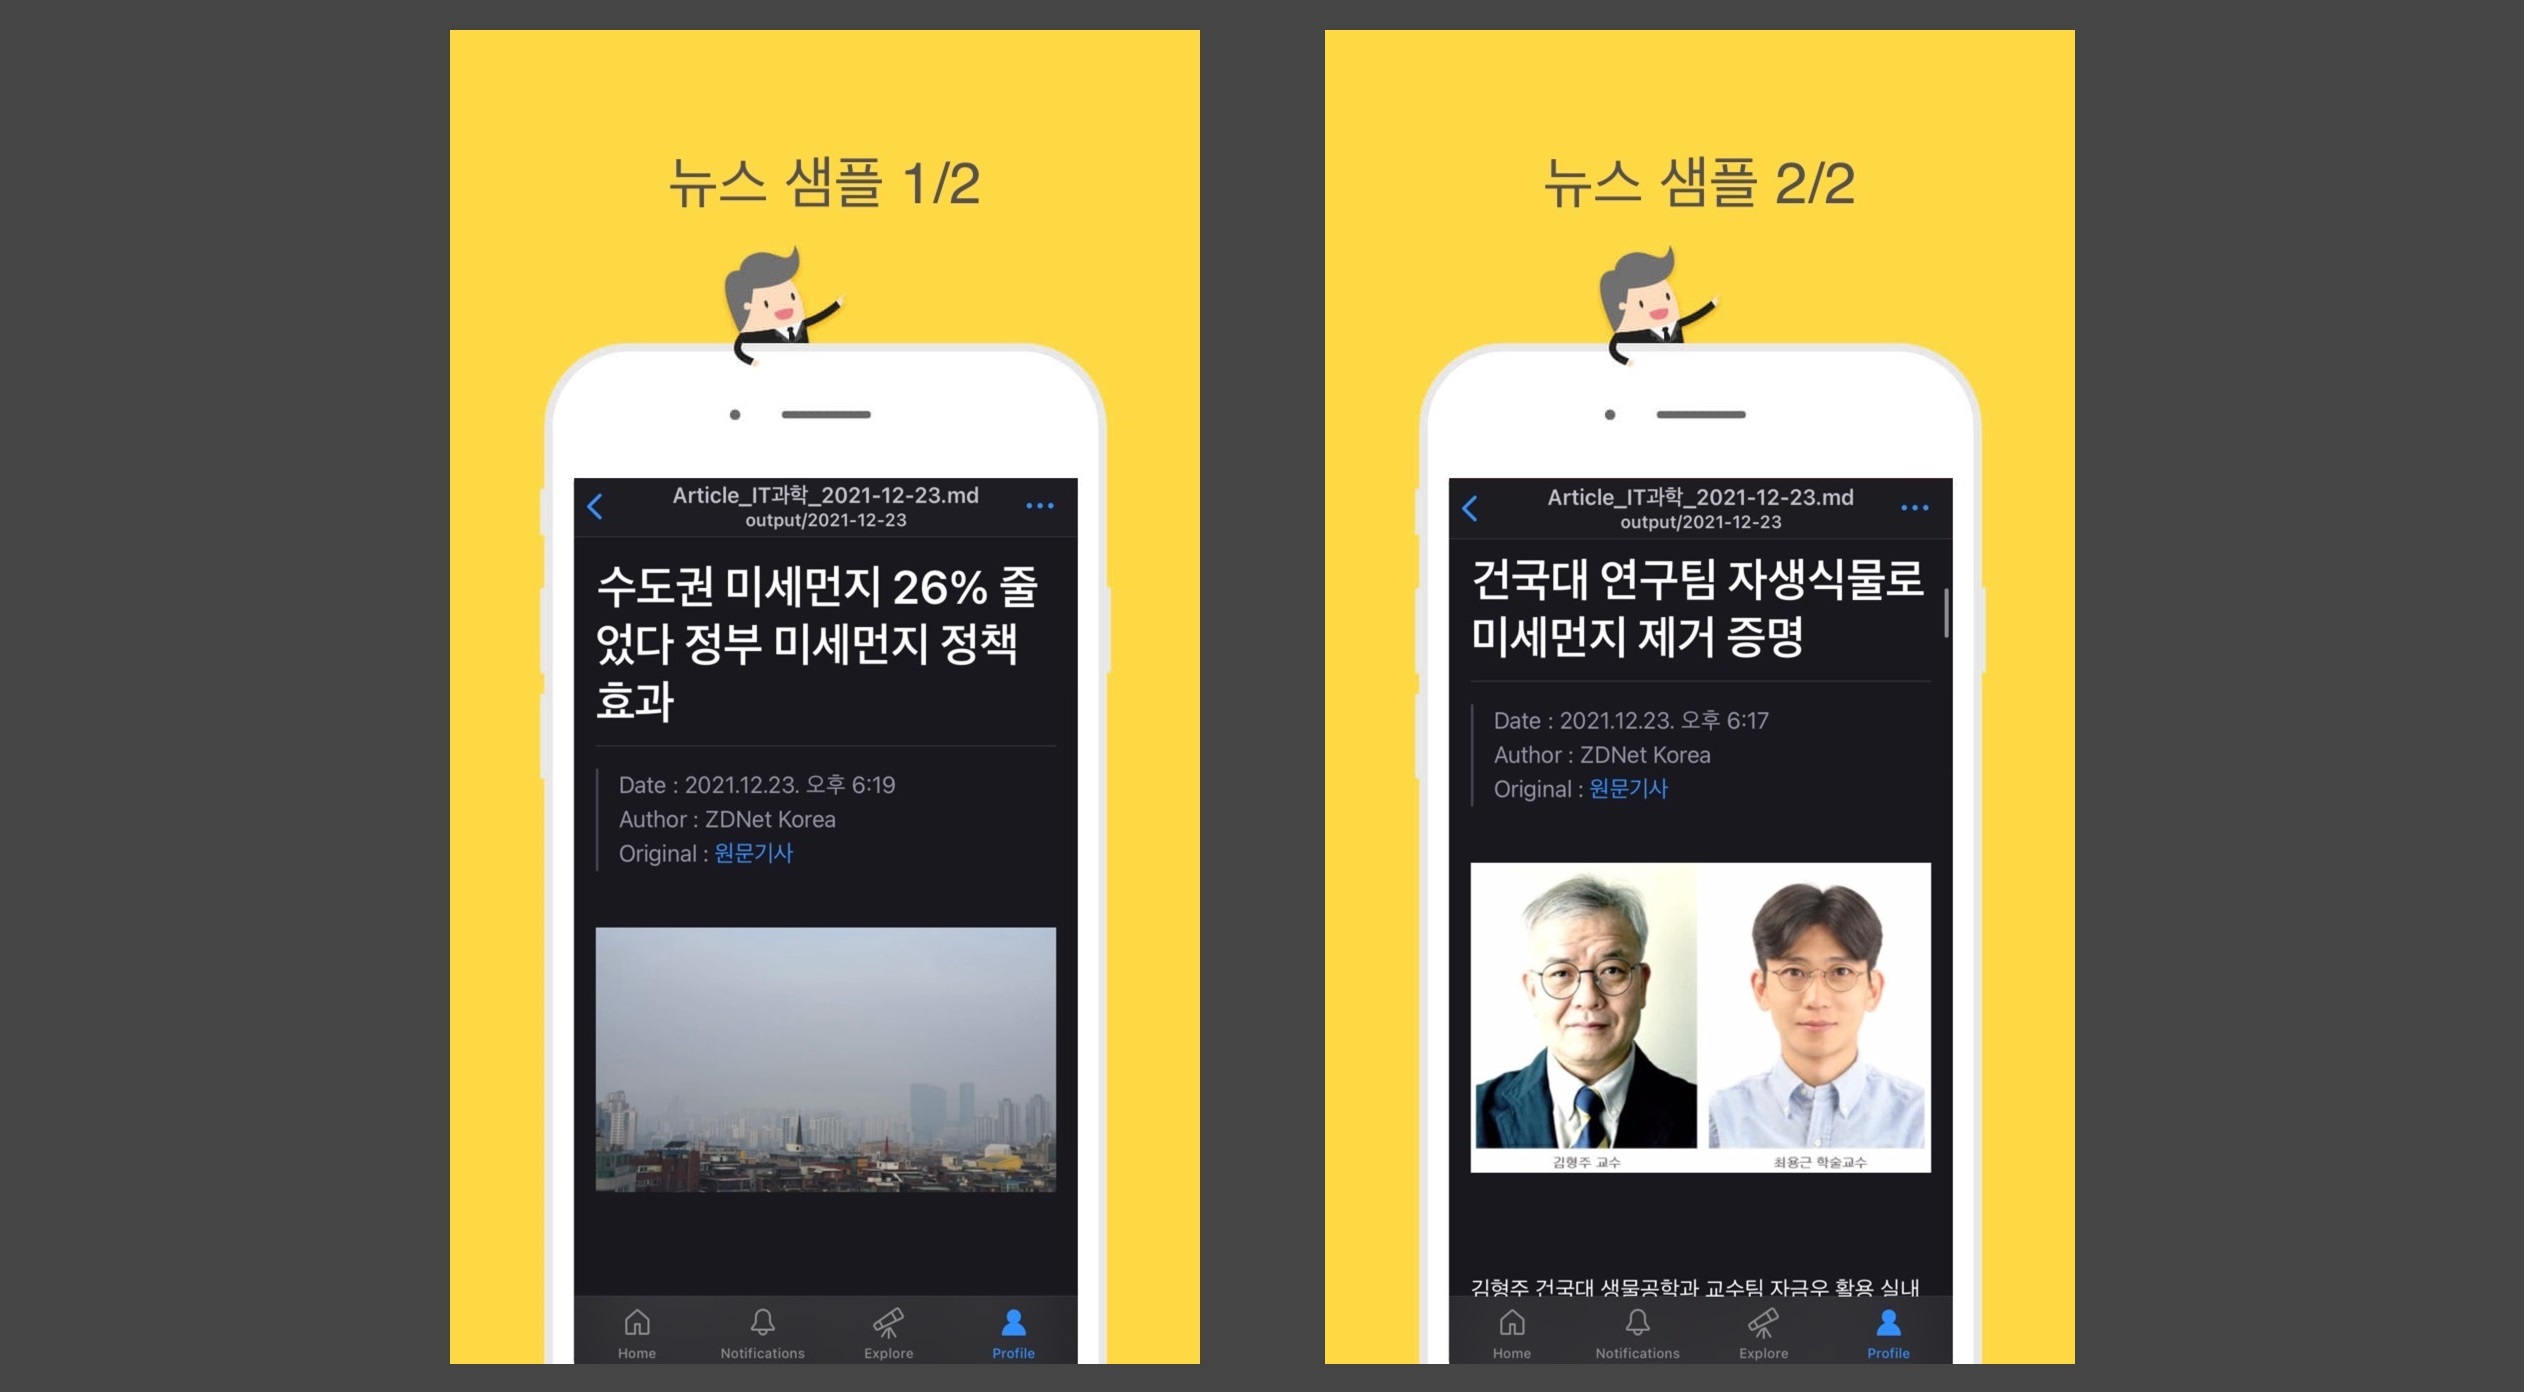 뉴스 샘플 1/2
Article_IT과학_2021-12-23.md
output/2021-12-23
수도권 미세먼지 26% 줄
었다 정부 미세먼지 정책
효과
Date : 2021.12.23. 오후 6:19
Author : ZDNet Korea
Original : 원문기사
Home
Notifications
Explore
Profile
뉴스 샘플 2/2
Article_IT과학_2021-12-23.md
output/2021-12-23
건국대 연구팀 자생식물로
미세먼지 제거 증명
Date : 2021.12.23. 오후 6:17
Author : ZDNet Korea
Original : 원문기사
김형주 교수
최용근 학술교수
김형주 건국대 생물공학과 교수팀 자금우 활용 실내
Home
Notifications
Explore
Profile